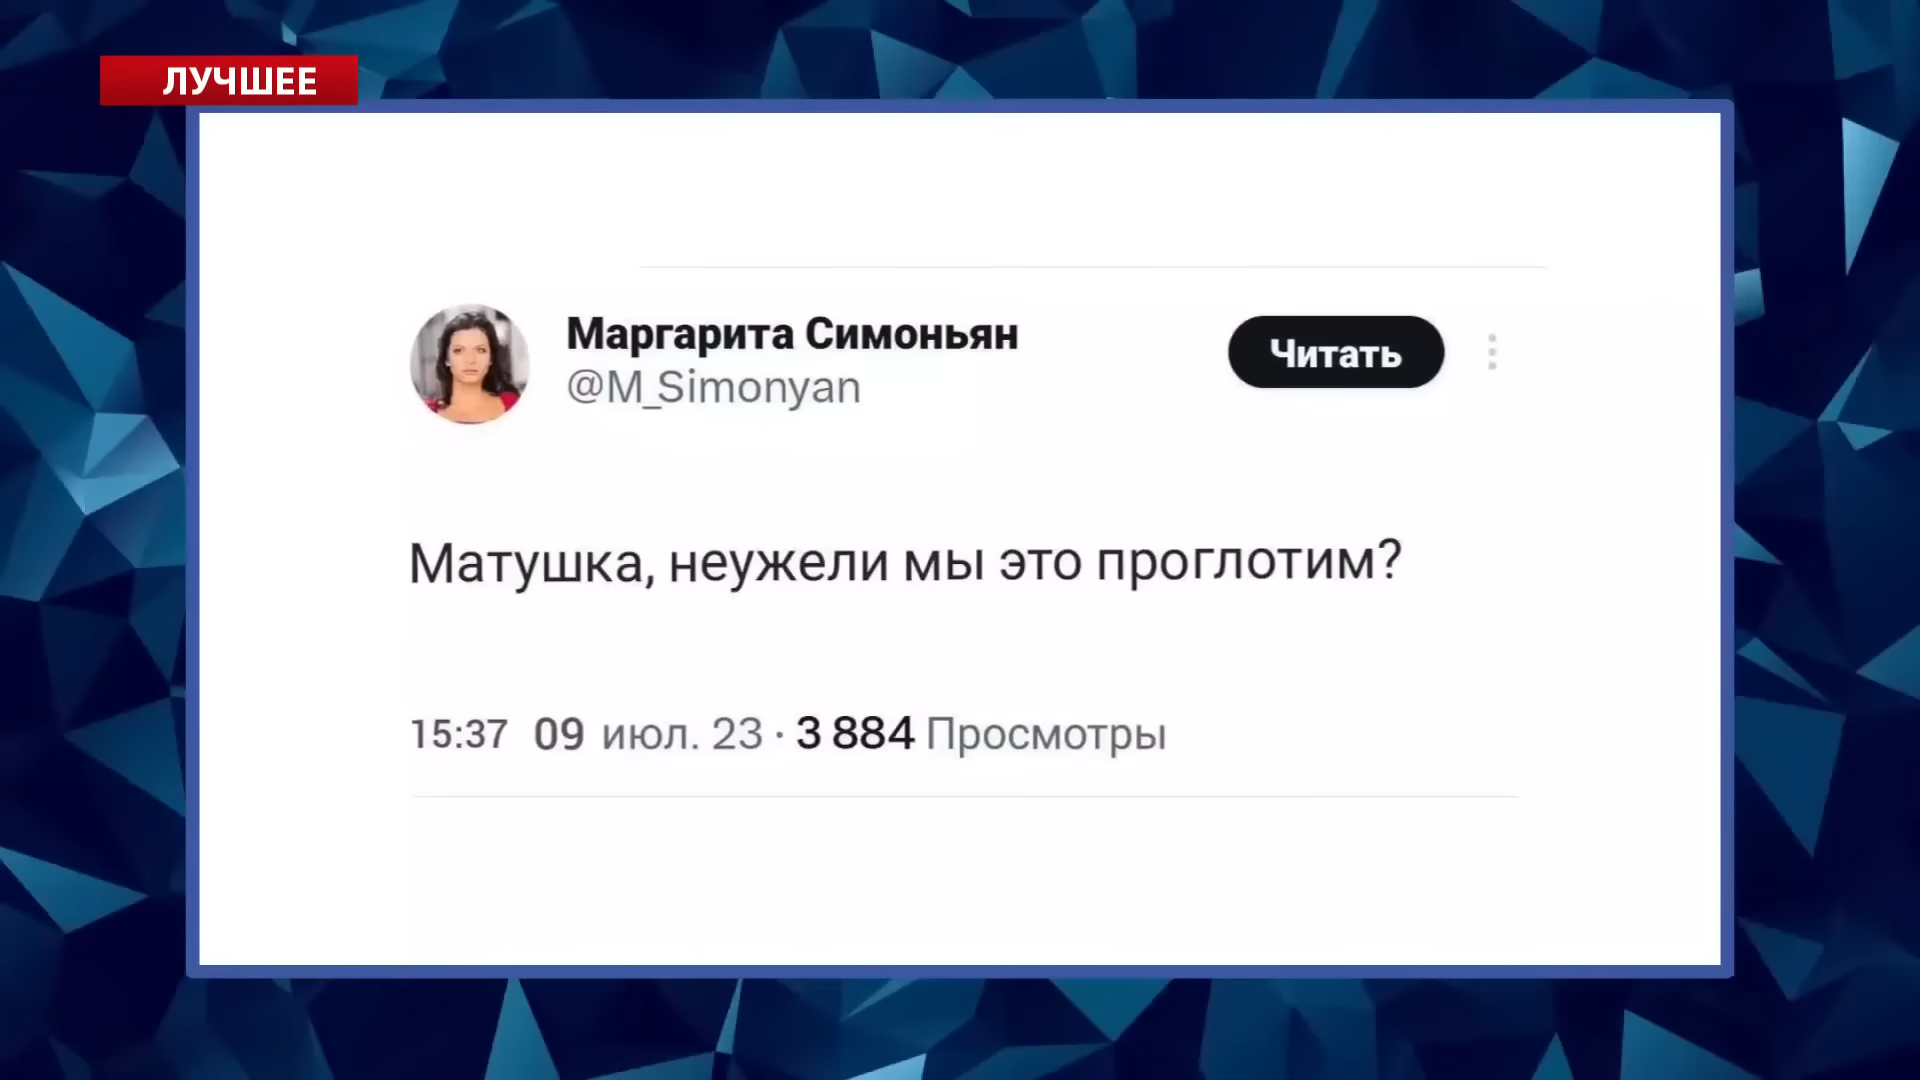 ЛУЧШЕЕ
Маргарита Симоньян
@M_Simonyan
Читать
Матушка, неужели мы это проглотим?
15:37 09 июл. 23 · 3 884 Просмотры